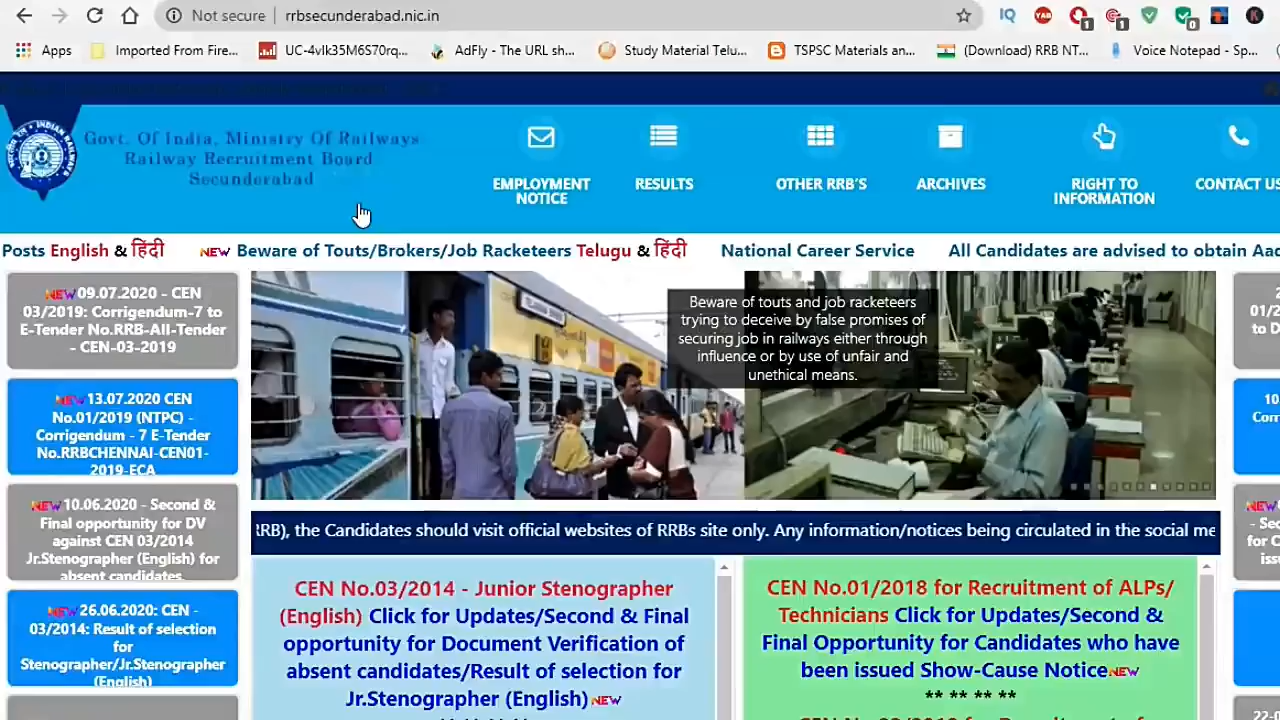 Not secure | rrbsecunderabad.nic.in
Apps
Imported From Fire...
UC-4vIk35M6S70rq...
AdFly - The URL sh...
Study Material Telu...
TSPSC Materials an...
(Download) RRB NT...
Voice Notepad - Sp...
Govt. Of India, Ministry Of Railways
Railway Recruitment Board
Secunderabad
EMPLOYMENT
NOTICE
RESULTS
OTHER RRB'S
ARCHIVES
RIGHT TO
INFORMATION
CONTACT US
Posts English & हिंदी NEW Beware of Touts/Brokers/Job Racketeers Telugu & हिंदी National Career Service All Candidates are advised to obtain Aad
NEW 09.07.2020 - CEN
03/2019: Corrigendum-7 to
E-Tender No.RRB-All-Tender
- CEN-03-2019
NEW 13.07.2020 CEN
No.01/2019 (NTPC) -
Corrigendum - 7 E-Tender
No.RRBCHENNAI-CEN01-
2019-ECA
NEW 10.06.2020 - Second &
Final opportunity for DV
against CEN 03/2014
Jr.Stenographer (English) for
absent candidates.
NEW 26.06.2020: CEN -
03/2014: Result of selection
for
Stenographer/Jr.Stenographer
(English)
Beware of touts and job racketeers
trying to deceive by false promises of
securing job in railways either through
influence or by use of unfair and
unethical means.
RRB), the Candidates should visit official websites of RRBs site only. Any information/notices being circulated in the social me
CEN No.03/2014 - Junior Stenographer
(English) Click for Updates/Second & Final
opportunity for Document Verification of
absent candidates/Result of selection for
Jr.Stenographer (English) NEW
CEN No.01/2018 for Recruitment of ALPs/
Technicians Click for Updates/Second &
Final Opportunity for Candidates who have
been issued Show-Cause Notice NEW
** ** ** **
01/2
to D
10.
Corr
- Sec
for C
iss